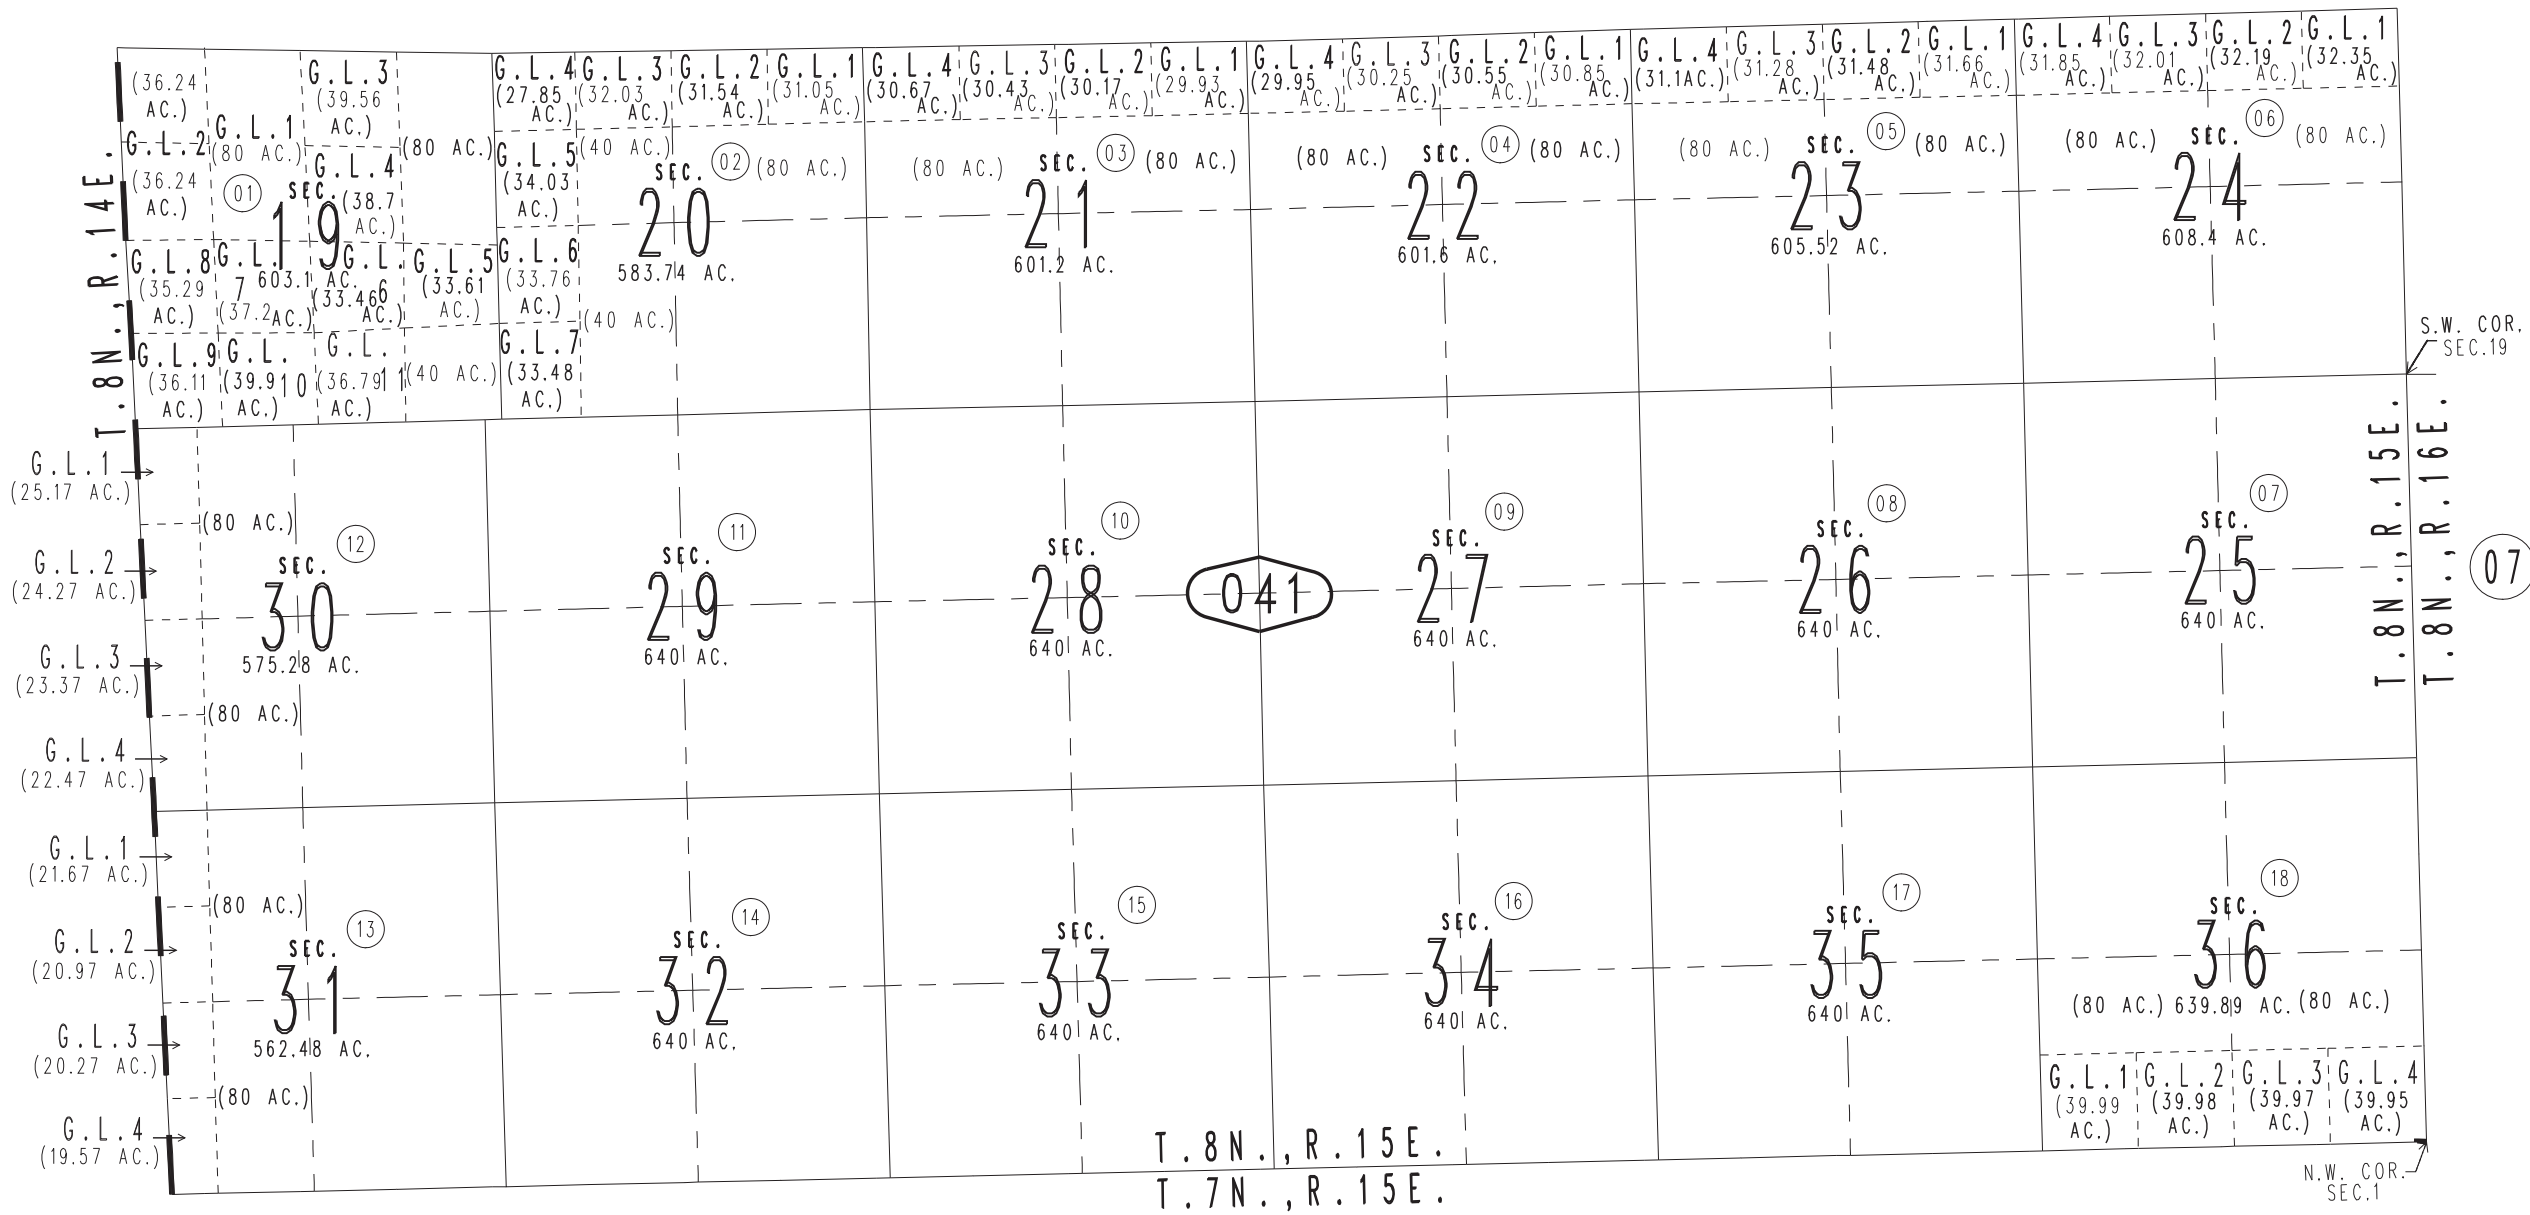 T.8N.,R.14E.
(36.24 AC.)
G.L.2
(36.24 AC.)
G.L.1
(80 AC.)
G.L.3
(39.56 AC.)
G.L.4
(38.7 AC.)
(80 AC.)
01
SEC.
19
603.1 AC.
G.L.8
(35.29 AC.)
G.L.7
(37.2 AC.)
G.L.6
(33.46 AC.)
G.L.5
(33.61 AC.)
G.L.9
(36.11 AC.)
G.L.10
(39.9 AC.)
G.L.11
(36.79 AC.)
(40 AC.)
G.L.4
(27.85 AC.)
G.L.3
(32.03 AC.)
G.L.2
(31.54 AC.)
G.L.1
(31.05 AC.)
G.L.5
(34.03 AC.)
(40 AC.)
SEC.
02
(80 AC.)
20
583.74 AC.
G.L.6
(33.76 AC.)
(40 AC.)
G.L.7
(33.48 AC.)
G.L.4
(30.67 AC.)
G.L.3
(30.43 AC.)
G.L.2
(30.17 AC.)
G.L.1
(29.93 AC.)
(80 AC.)
SEC.
03
(80 AC.)
21
601.2 AC.
G.L.4
(29.95 AC.)
G.L.3
(30.25 AC.)
G.L.2
(30.55 AC.)
G.L.1
(30.85 AC.)
(80 AC.)
SEC.
04
(80 AC.)
22
601.6 AC.
G.L.4
(31.1AC.)
G.L.3
(31.28 AC.)
G.L.2
(31.48 AC.)
G.L.1
(31.66 AC.)
(80 AC.)
SEC.
05
(80 AC.)
23
605.52 AC.
G.L.4
(31.85 AC.)
G.L.3
(32.01 AC.)
G.L.2
(32.19 AC.)
G.L.1
(32.35 AC.)
(80 AC.)
SEC.
06
(80 AC.)
24
608.4 AC.
S.W. COR.
SEC.19
G.L.1
(25.17 AC.)
G.L.2
(24.27 AC.)
G.L.3
(23.37 AC.)
G.L.4
(22.47 AC.)
(80 AC.)
12
SEC.
30
575.28 AC.
(80 AC.)
11
SEC.
29
640 AC.
10
SEC.
28
640 AC.
041
09
SEC.
27
640 AC.
08
SEC.
26
640 AC.
07
SEC.
25
640 AC.
T.8N.,R.15E.
T.8N.,R.16E.
07
G.L.1
(21.67 AC.)
G.L.2
(20.97 AC.)
G.L.3
(20.27 AC.)
G.L.4
(19.57 AC.)
(80 AC.)
13
SEC.
31
562.48 AC.
(80 AC.)
14
SEC.
32
640 AC.
15
SEC.
33
640 AC.
16
SEC.
34
640 AC.
17
SEC.
35
640 AC.
18
SEC.
36
(80 AC.)
639.89 AC.
(80 AC.)
G.L.1
(39.99 AC.)
G.L.2
(39.98 AC.)
G.L.3
(39.97 AC.)
G.L.4
(39.95 AC.)
T.8N.,R.15E.
T.7N.,R.15E.
N.W. COR.
SEC.1